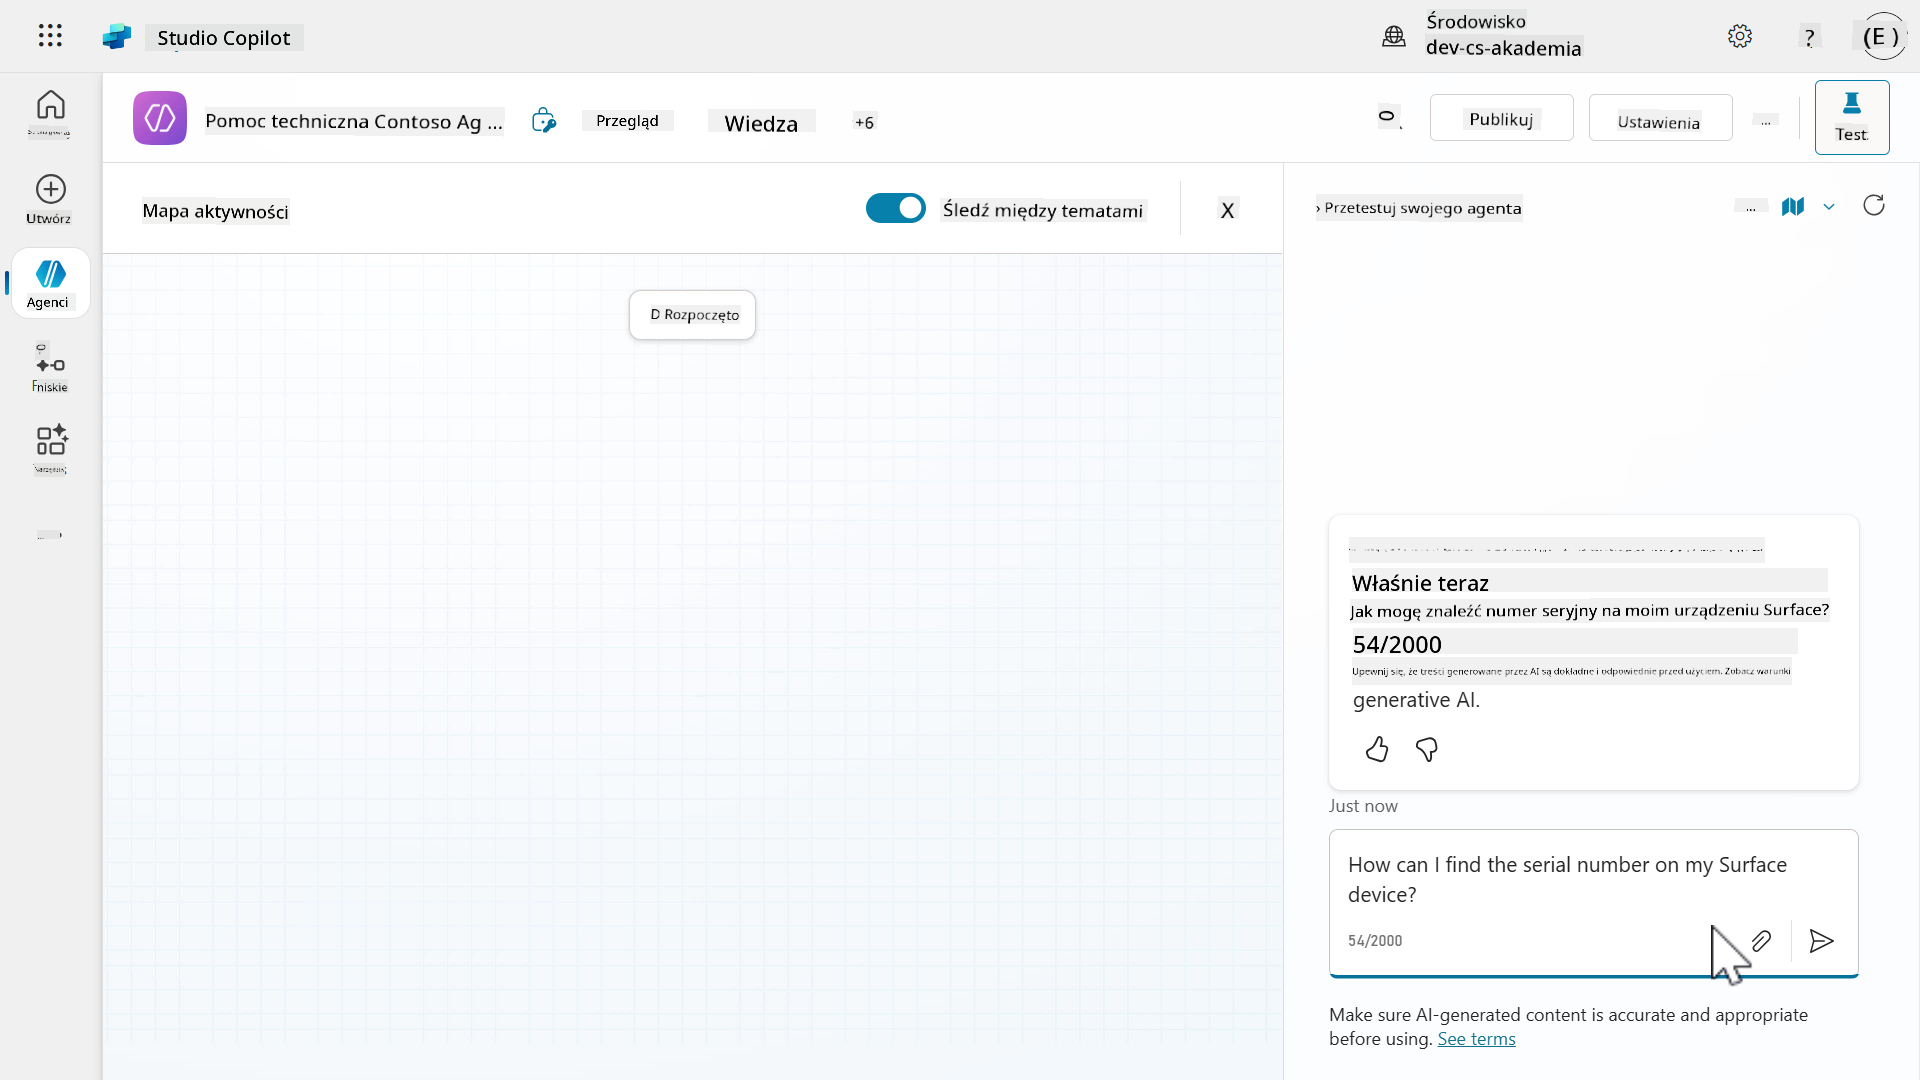 Studio Copilot
Środowisko
dev-cs-akademia
?
(E )
Pomoc techniczna Contoso Ag ...
Przegląd
Wiedza
+6
Publikuj
Ustawienia
...
Test
Utwórz
Agenci
Fniskie
Mapa aktywności
Śledź między tematami
X
› Przetestuj swojego agenta
...
D Rozpoczęto
Właśnie teraz
Jak mogę znaleźć numer seryjny na moim urządzeniu Surface?
54/2000
Upewnij się, że treści generowane przez AI są dokładne i odpowiednie przed użyciem. Zobacz warunki
generative AI.
Just now
How can I find the serial number on my Surface
device?
54/2000
Make sure AI-generated content is accurate and appropriate
before using. See terms